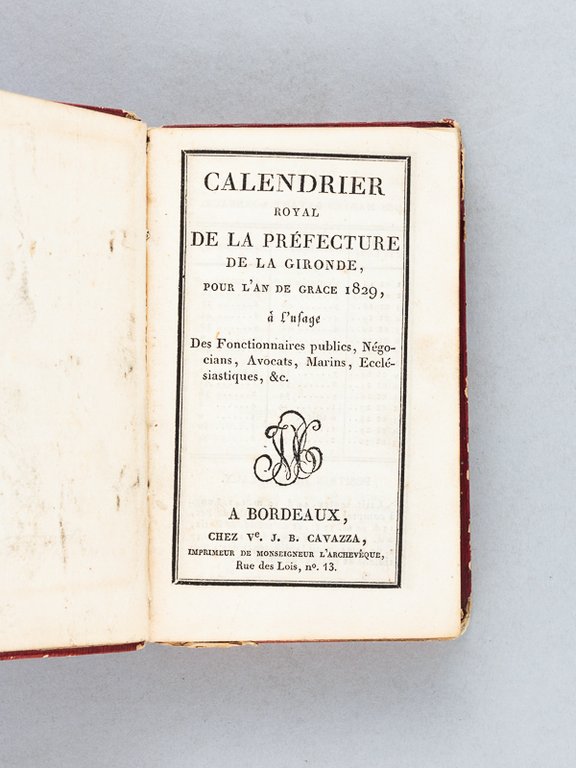 CALENDRIER
ROYAL
DE LA PRÉFECTURE
DE LA GIRONDE,
POUR L'AN DE GRACE 1829,
à l'usage
Des Fonctionnaires publics, Négo-
cians, Avocats, Marins, Ecclé-
siastiques, &c.
A BORDEAUX,
CHEZ Ve. J. B. CAVAZZA,
IMPRIMEUR DE MONSEIGNEUR L'ARCHEVÊQUE,
Rue des Lois, no. 13.